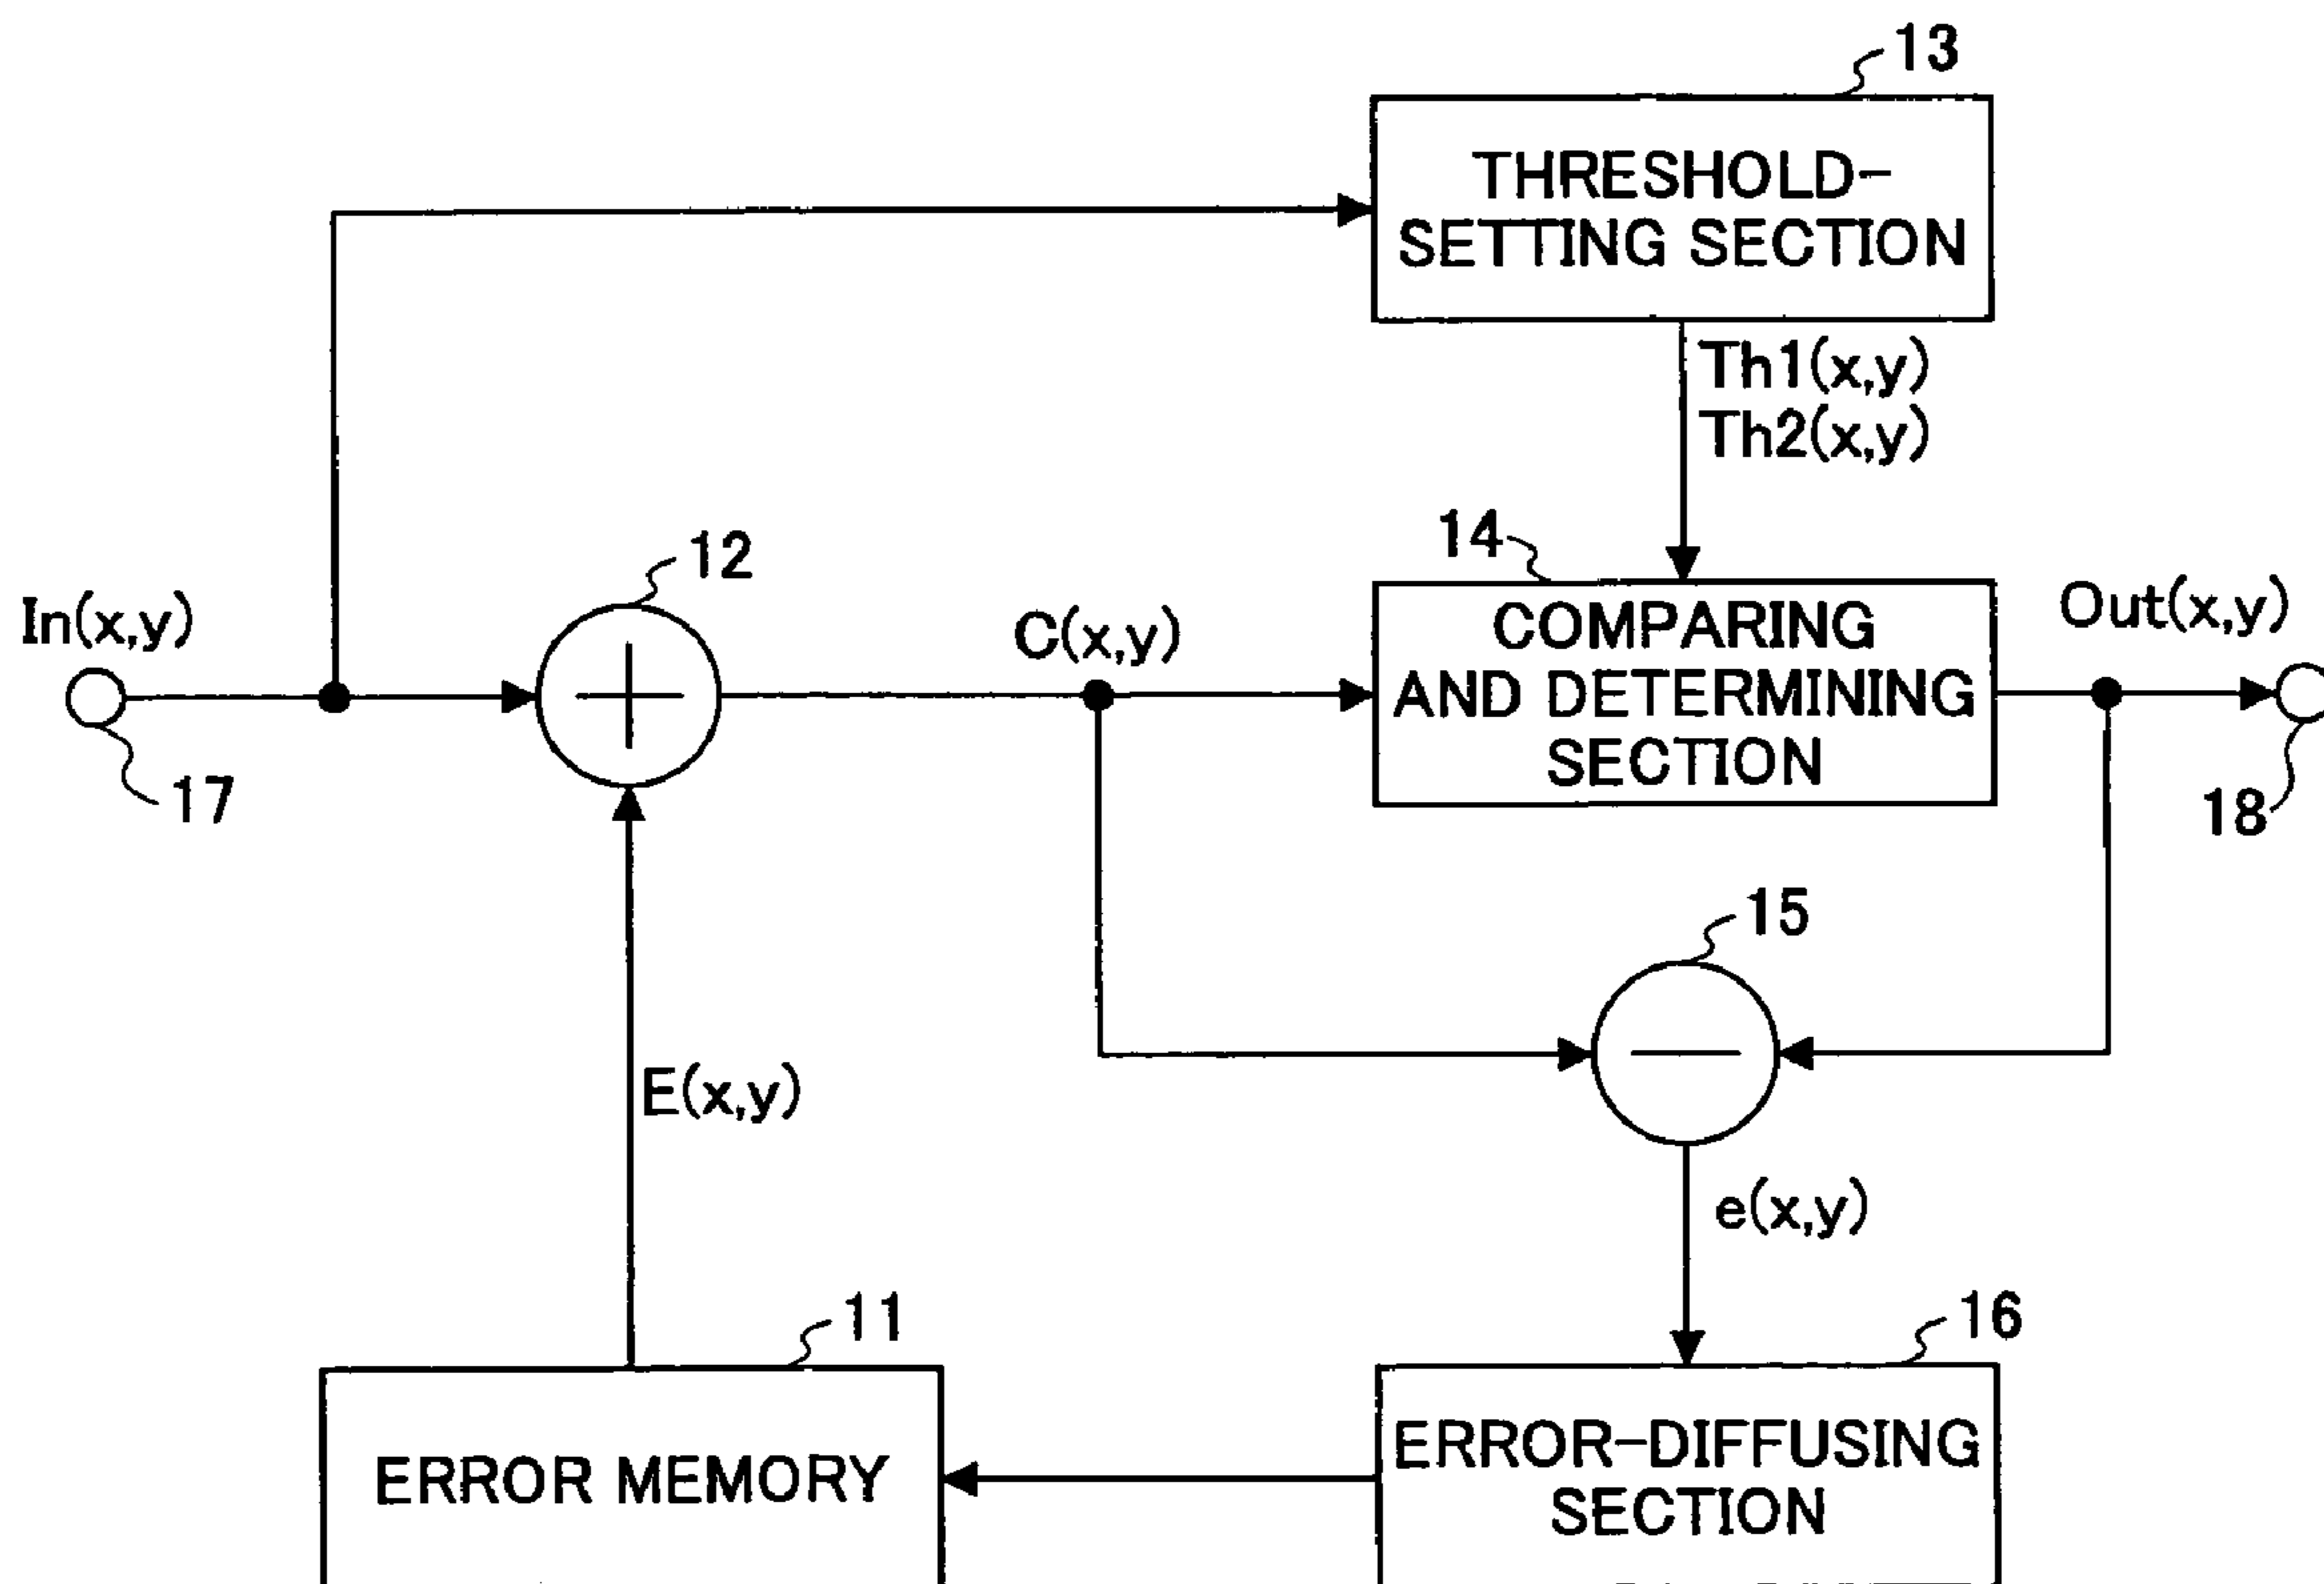 13
THRESHOLD-
SETTING SECTION
Th1(x,y)
Th2(x,y)
12
14
In(x,y)
C(x,y)
COMPARING
AND DETERMINING
SECTION
Out(x,y)
17
18
15
E(x,y)
e(x,y)
11
16
ERROR MEMORY
ERROR-DIFFUSING
SECTION